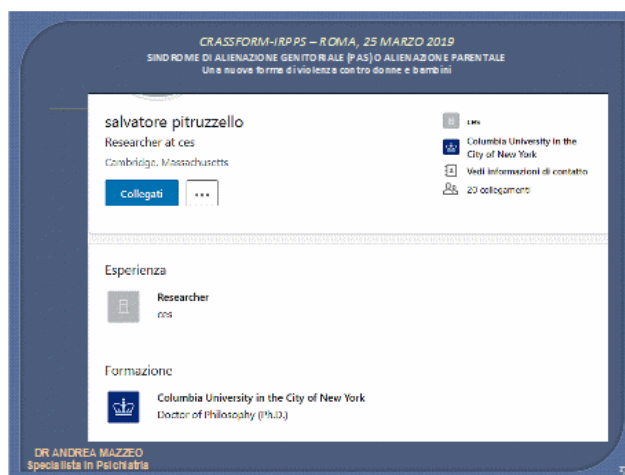 CRASSFORM-IRPPS – ROMA, 25 MARZO 2019
SINDROME DI ALIENAZIONE GENITORIALE (PAS) O ALIENAZIONE PARENTALE
Una nuova forma di violenza contro donne e bambini
salvatore pitruzzello
Researcher at ces
Cambridge, Massachusetts
Collegati
...
ces
Columbia University in the
City of New York
Vedi informazioni di contatto
20 collegamenti
Esperienza
Researcher
ces
Formazione
Columbia University in the City of New York
Doctor of Philosophy (Ph.D.)
DR ANDREA MAZZEO
Specialista in Psichiatria